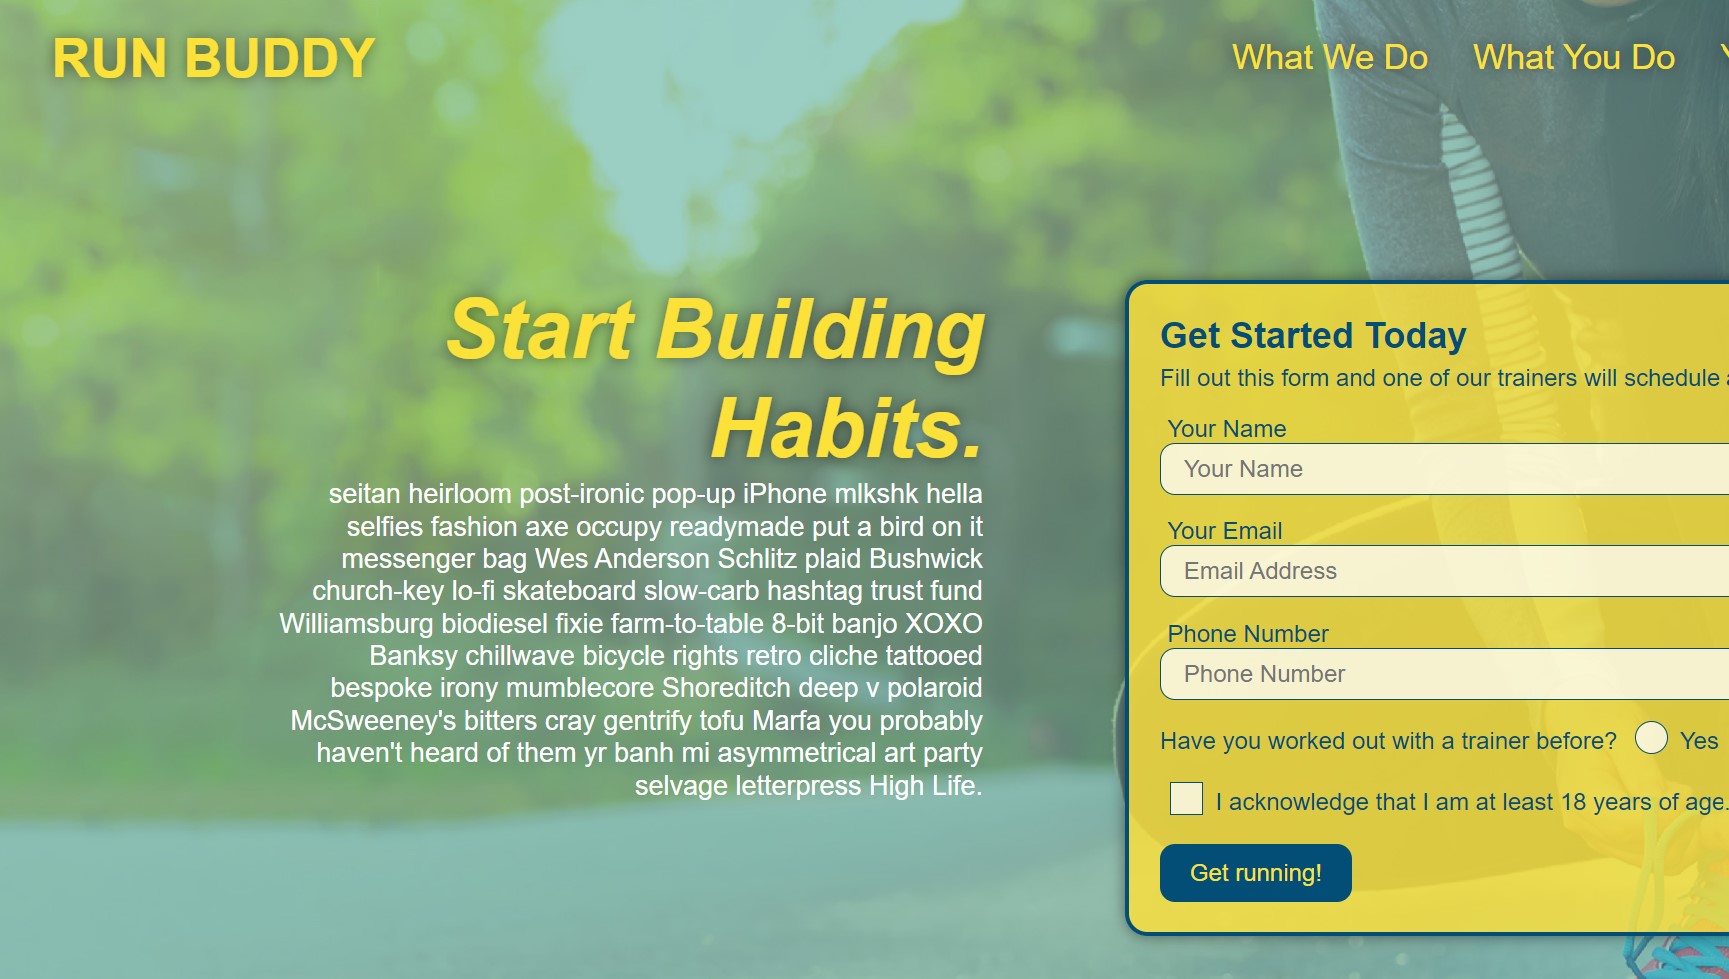 RUN BUDDY
What We Do What You Do
Start Building
Habits.
seitan heirloom post-ironic pop-up iPhone mlkshk hella
selfies fashion axe occupy readymade put a bird on it
messenger bag Wes Anderson Schlitz plaid Bushwick
church-key lo-fi skateboard slow-carb hashtag trust fund
Williamsburg biodiesel fixie farm-to-table 8-bit banjo XOXO
Banksy chillwave bicycle rights retro cliche tattooed
bespoke irony mumblecore Shoreditch deep v polaroid
McSweeney's bitters cray gentrify tofu Marfa you probably
haven't heard of them yr banh mi asymmetrical art party
selvage letterpress High Life.
Get Started Today
Fill out this form and one of our trainers will schedule
Your Name
Your Name
Your Email
Email Address
Phone Number
Phone Number
Have you worked out with a trainer before? Yes
I acknowledge that I am at least 18 years of age.
Get running!